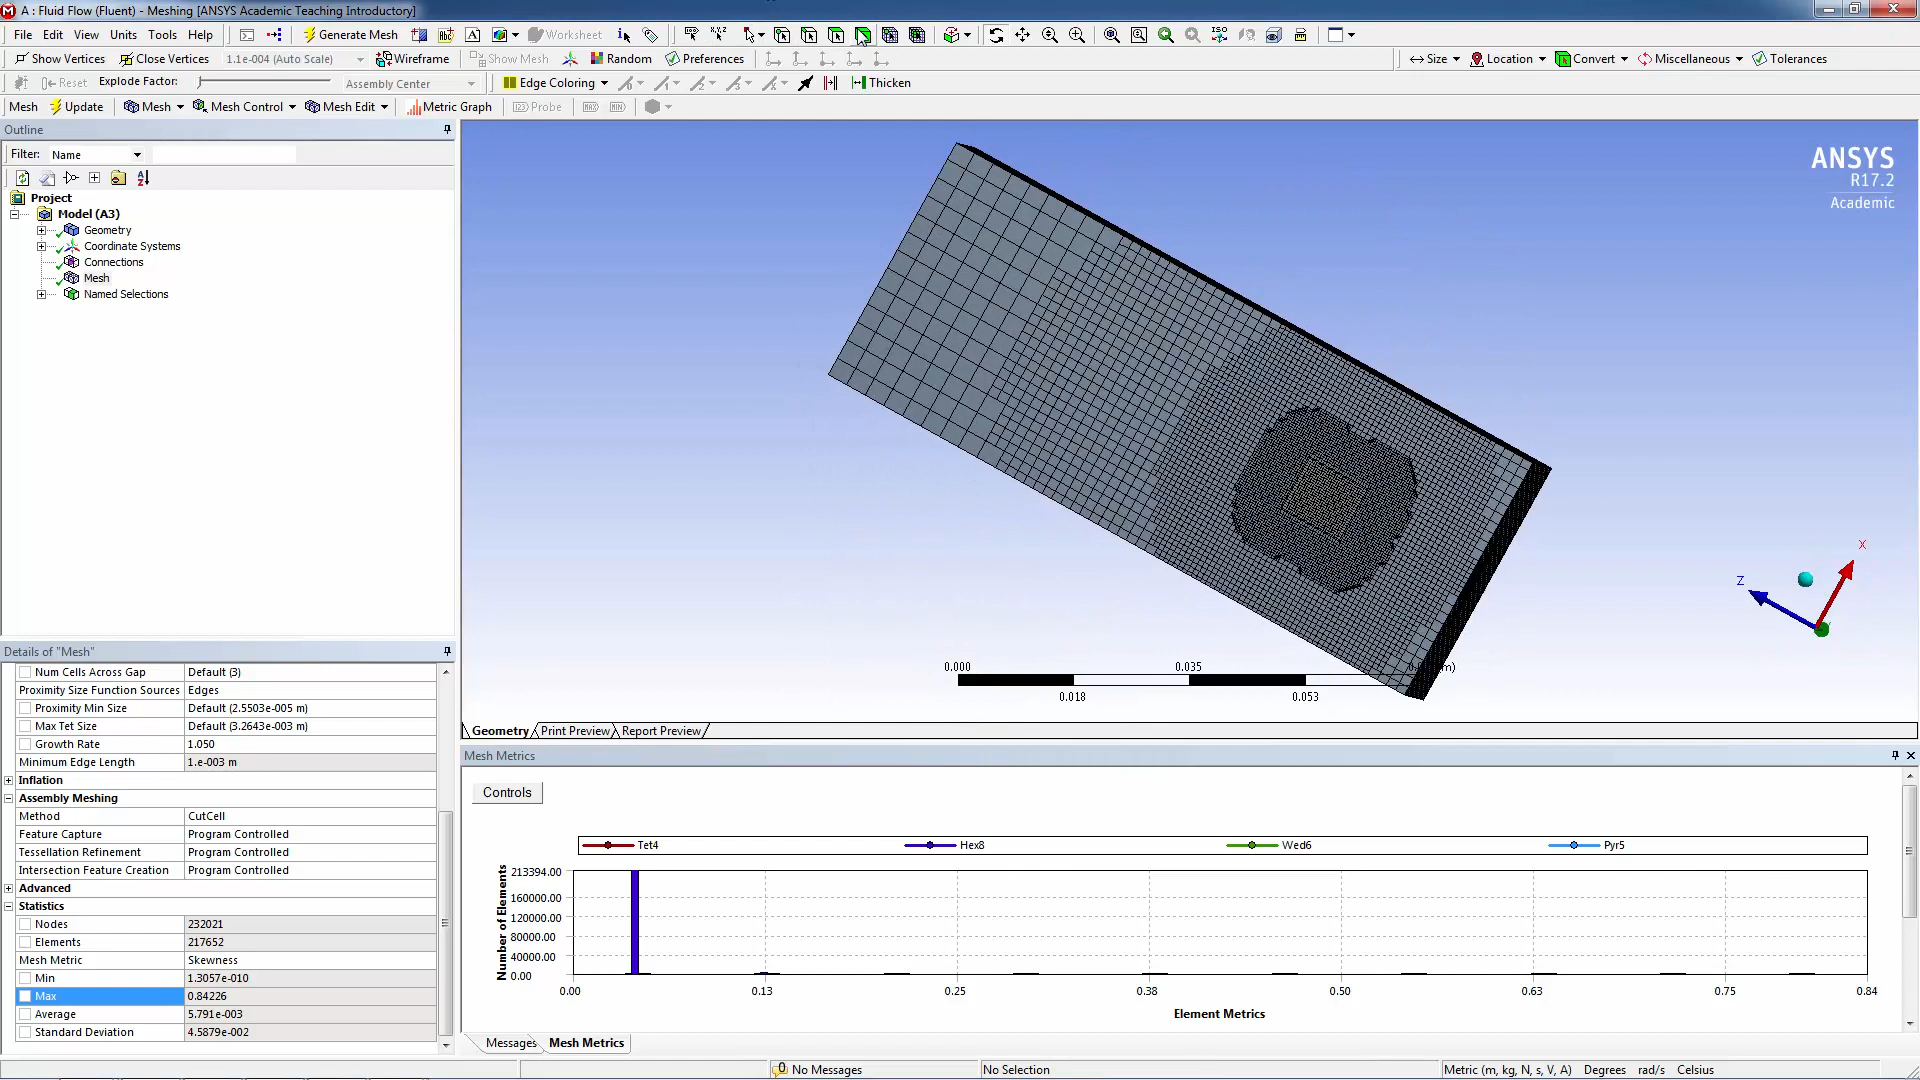 A : Fluid Flow (Fluent) - Meshing [ANSYS Academic Teaching Introductory]
File Edit View Units Tools Help Generate Mesh Worksheet
Show Vertices Close Vertices 1.1e-004 (Auto Scale) Wireframe Show Mesh Random Preferences Size Location Convert Miscellaneous Tolerances
Reset Explode Factor: Assembly Center Edge Coloring Thicken
Mesh Update Mesh Mesh Control Mesh Edit Metric Graph Probe
Outline
Filter: Name
Project
Model (A3)
Geometry
Coordinate Systems
Connections
Mesh
Named Selections
ANSYS
R17.2
Academic
X
Z
0.000 0.035 (m)
0.018 0.053
Geometry Print Preview Report Preview
Details of "Mesh"
Num Cells Across Gap Default (3)
Proximity Size Function Sources Edges
Proximity Min Size Default (2.5503e-005 m)
Max Tet Size Default (3.2643e-003 m)
Growth Rate 1.050
Minimum Edge Length 1.e-003 m
Inflation
Assembly Meshing
Method CutCell
Feature Capture Program Controlled
Tessellation Refinement Program Controlled
Intersection Feature Creation Program Controlled
Advanced
Statistics
Nodes 232021
Elements 217652
Mesh Metric Skewness
Min 1.3057e-010
Max 0.84226
Average 5.791e-003
Standard Deviation 4.5879e-002
Mesh Metrics
Controls
Tet4 Hex8 Wed6 Pyr5
Number of Elements
213394.00
160000.00
120000.00
80000.00
40000.00
0.00
0.00 0.13 0.25 0.38 0.50 0.63 0.75 0.84
Element Metrics
Messages Mesh Metrics
No Messages No Selection Metric (m, kg, N, s, V, A) Degrees rad/s Celsius